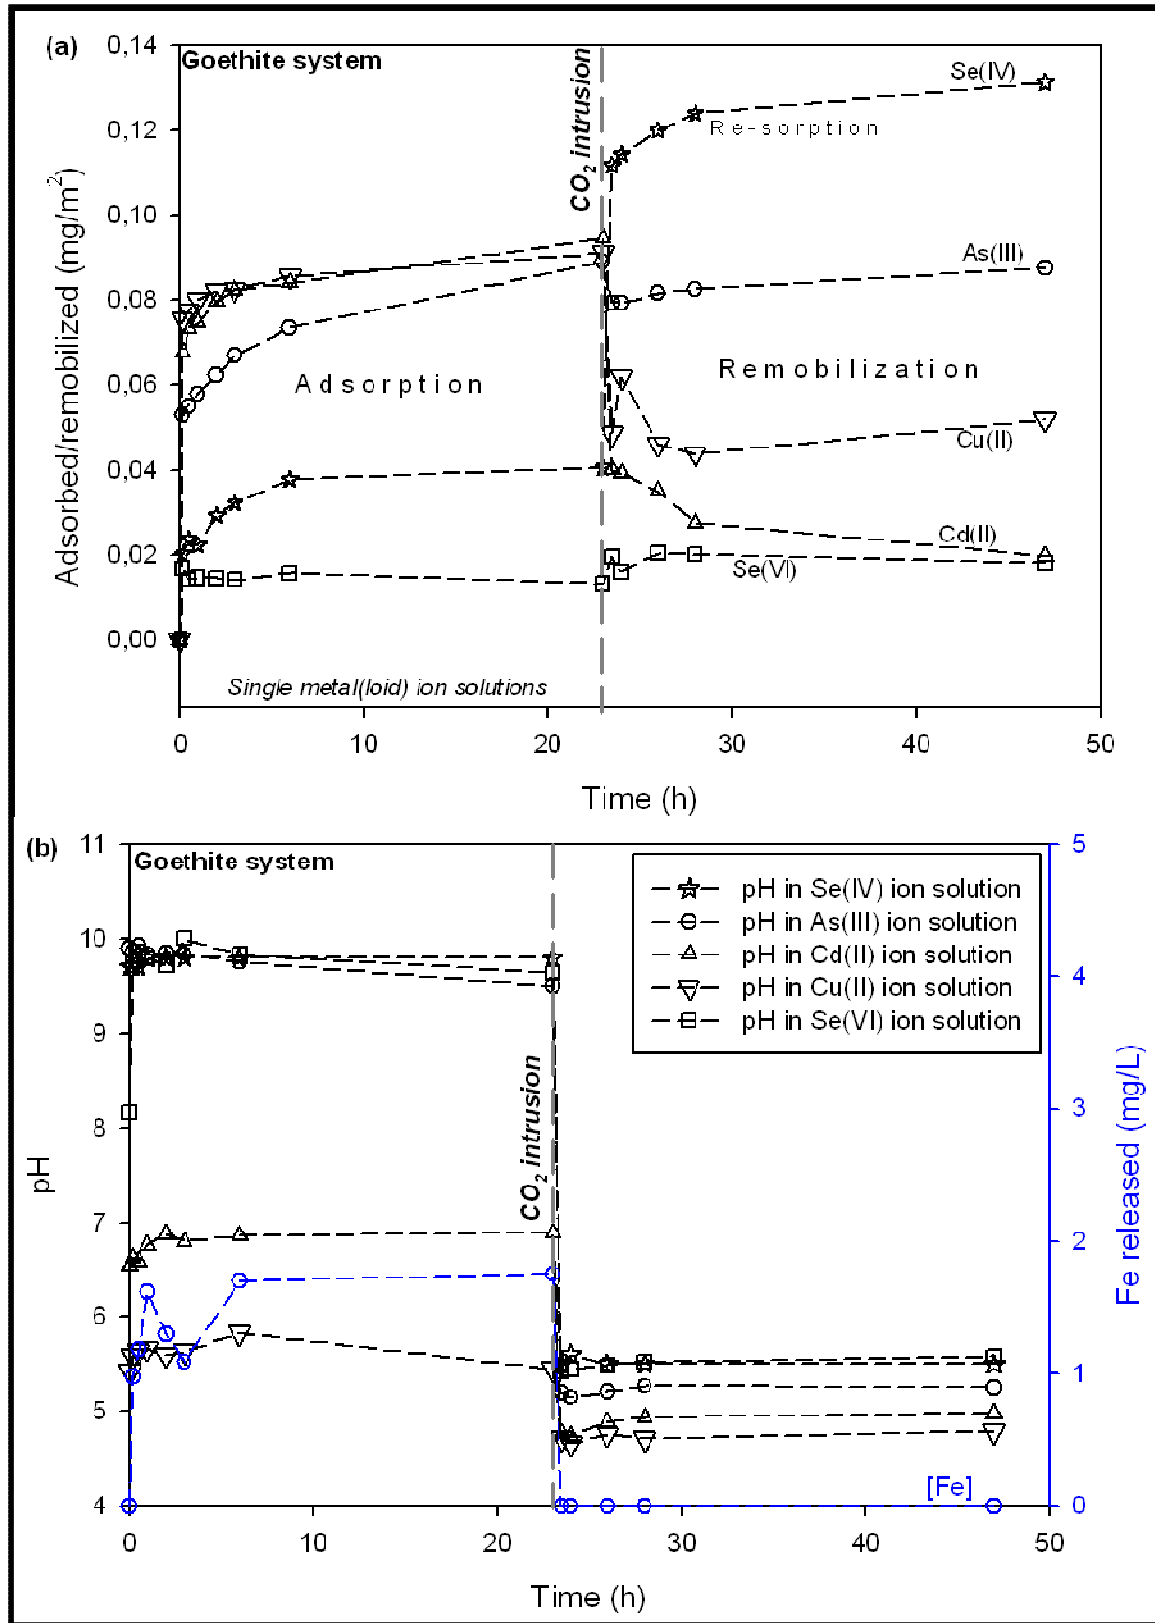 (a)
Goethite system
0,14
0,12
0,10
0,08
0,06
0,04
0,02
0,00
Adsorbed/remobilized (mg/m²)
CO₂ intrusion
Se(IV)
Re-sorption
As(III)
Adsorption
Remobilization
Cu(II)
Cd(II)
Se(VI)
Single metal(loid) ion solutions
0 10 20 30 40 50
Time (h)
(b)
Goethite system
11
10
9
8
7
6
5
4
pH
CO₂ intrusion
pH in Se(IV) ion solution
pH in As(III) ion solution
pH in Cd(II) ion solution
pH in Cu(II) ion solution
pH in Se(VI) ion solution
5
4
3
2
1
0
Fe released (mg/L)
[Fe]
0 10 20 30 40 50
Time (h)